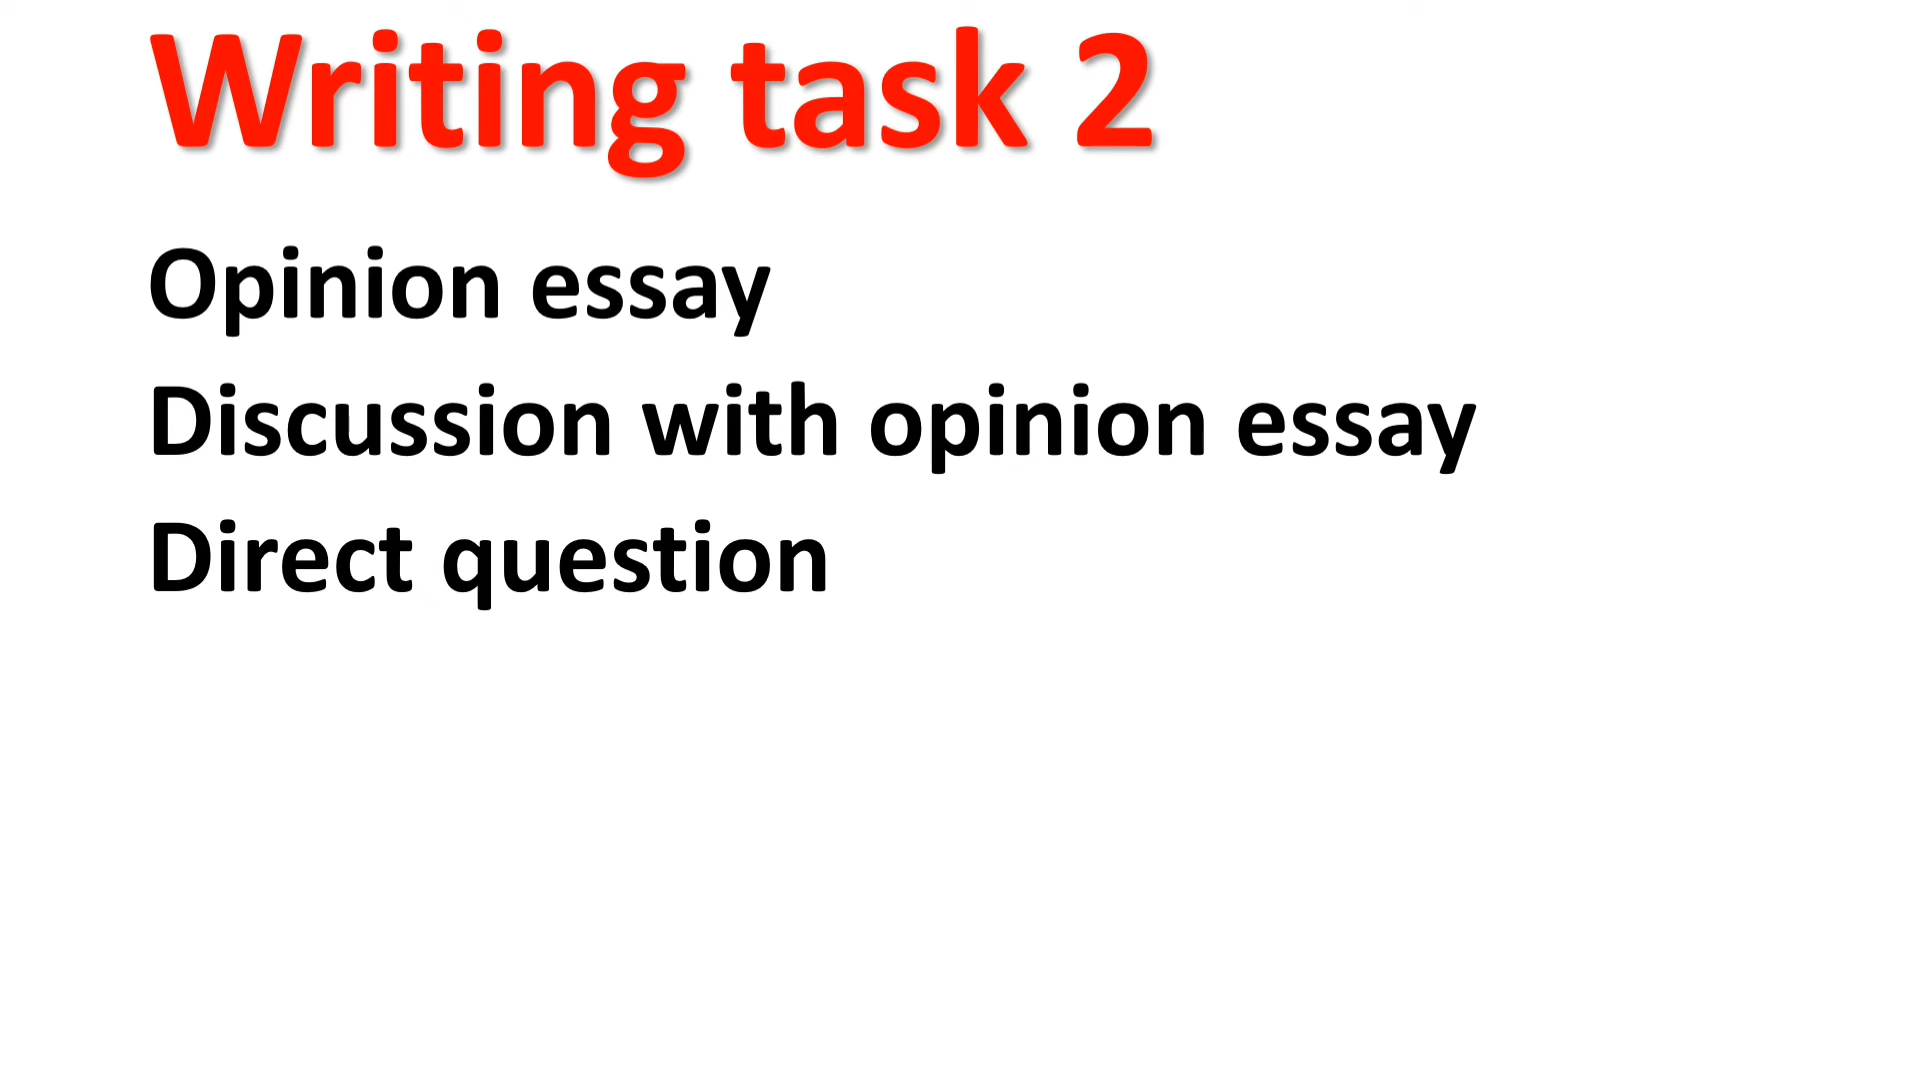 Writing task 2
Opinion essay
Discussion with opinion essay
Direct question